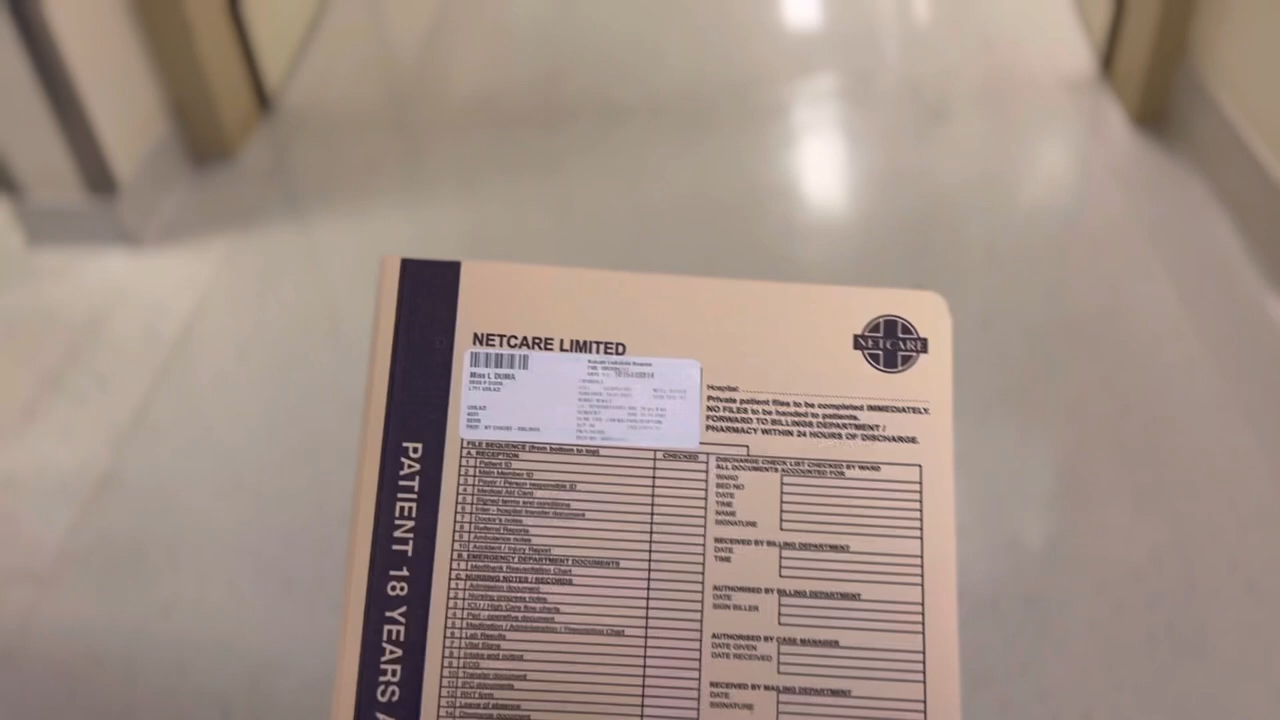 NETCARE LIMITED
NETCARE
Miss L DUMA
UMLAZI
Hospital:
Private patient files to be completed IMMEDIATELY.
NO FILES to be handed to patients.
FORWARD TO BILLINGS DEPARTMENT /
PHARMACY WITHIN 24 HOURS OF DISCHARGE.
PATIENT 18 YEARS A
FILE SEQUENCE (from bottom to top)
A. RECEPTION CHECKED
1 Patient ID
2 Main Member ID
3 Payor / Person responsible ID
4 Medical Aid Card
5 Signed terms and conditions
6 Inter - hospital transfer document
7 Doctor's notes
8 Referral Reports
9 Ambulance notes
10 Accident / Injury Report
B. EMERGENCY DEPARTMENT DOCUMENTS
1 Medibank Resuscitation Chart
C. NURSING NOTES / RECORDS
1 Admission document
2 Nursing progress notes
3 ICU / High Care flow charts
4 Peri - operative document
5 Medication / Administration / Prescription Chart
6 Lab Results
7 Vital Signs
8 Intake and output
9 ECG
10 Transfer document
11 IPC documents
12 RHT form
13 Leave of absence
14 Discharge document
DISCHARGE CHECK LIST CHECKED BY WARD
ALL DOCUMENTS ACCOUNTED FOR
WARD
BED NO
DATE
TIME
NAME
SIGNATURE
RECEIVED BY BILLING DEPARTMENT
DATE
TIME
AUTHORISED BY BILLING DEPARTMENT
DATE
SIGN BILLER
AUTHORISED BY CASE MANAGER
DATE GIVEN
DATE RECEIVED
RECEIVED BY MAILING DEPARTMENT
DATE
SIGNATURE